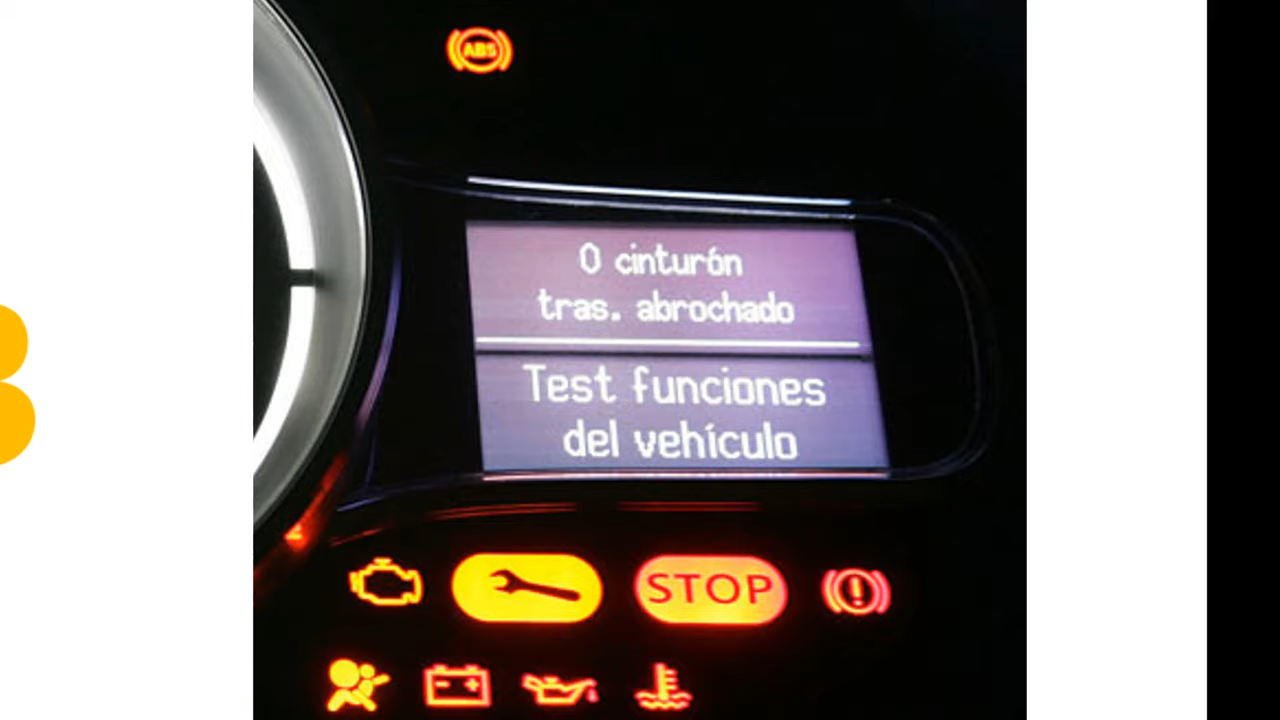 ABS
0 cinturón
tras. abrochado
Test funciones
del vehículo
STOP